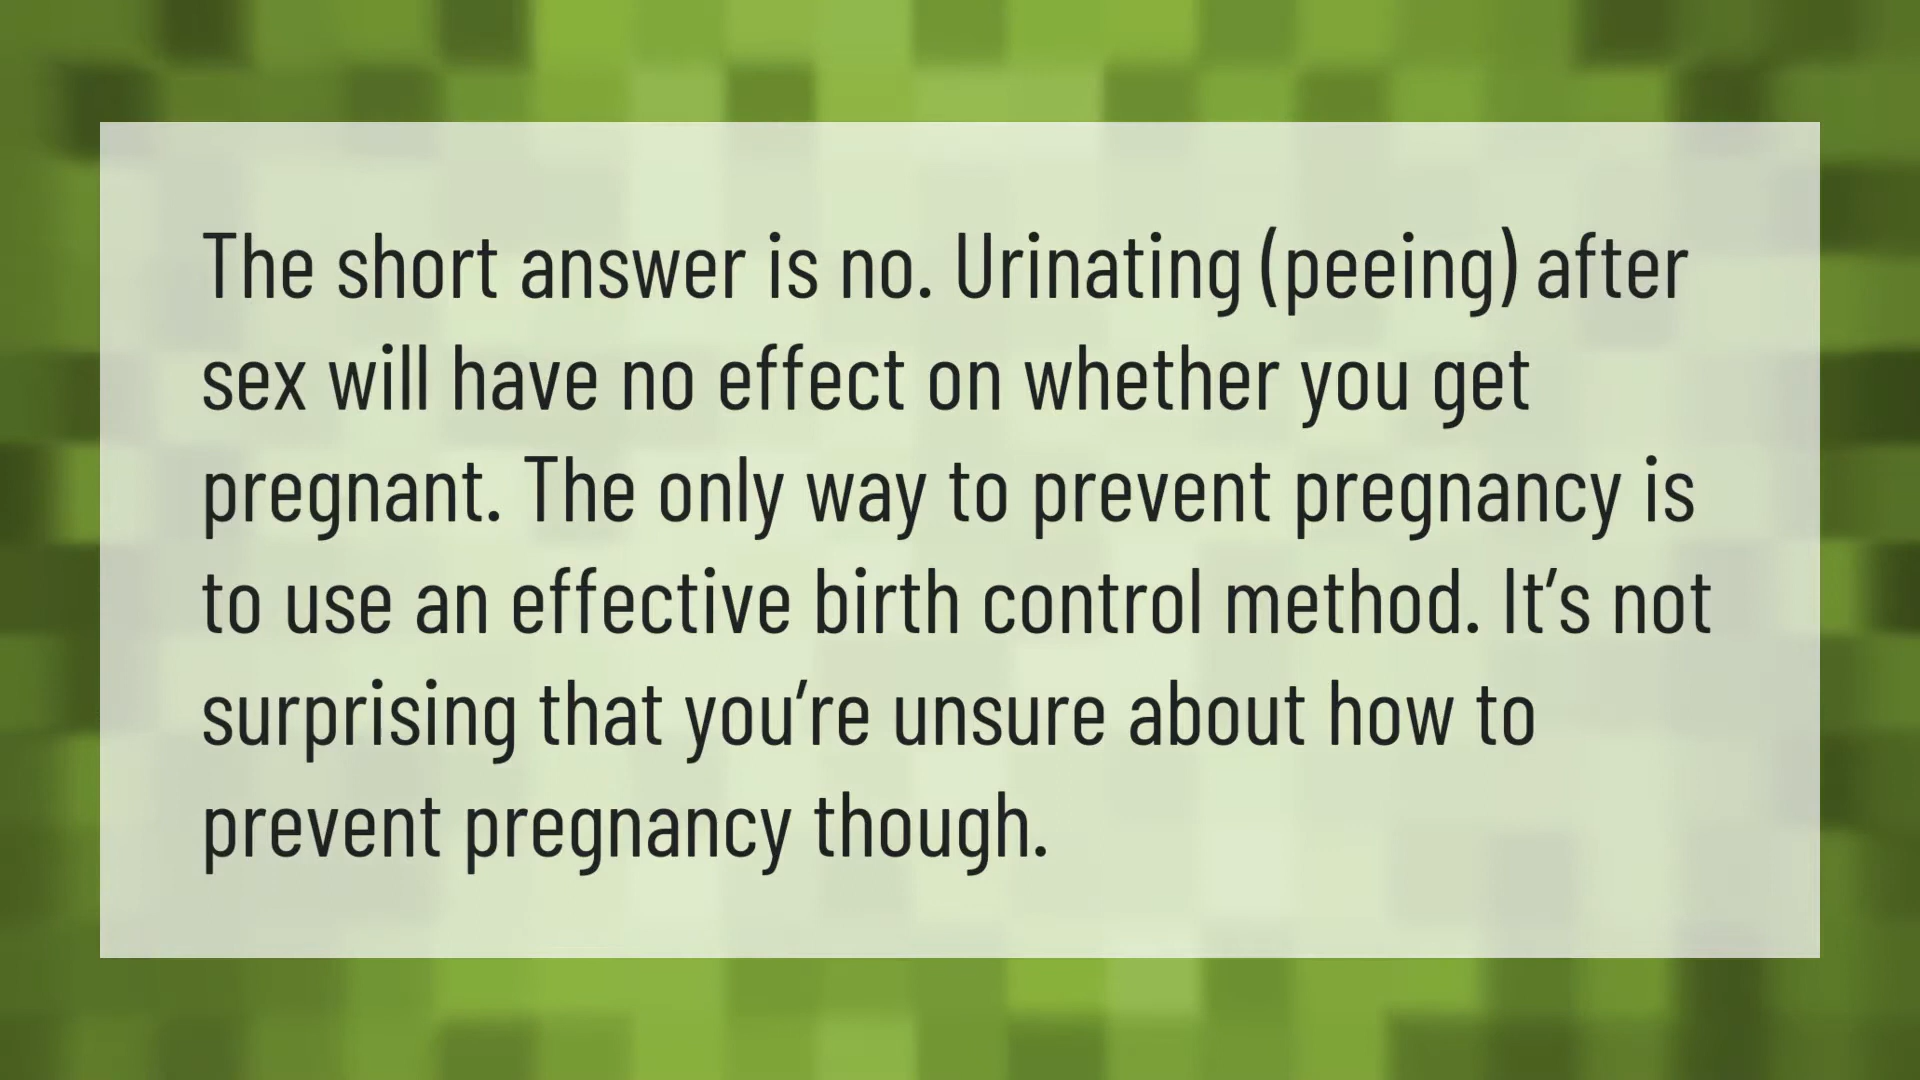 The short answer is no. Urinating (peeing) after
sex will have no effect on whether you get
pregnant. The only way to prevent pregnancy is
to use an effective birth control method. It’s not
surprising that you’re unsure about how to
prevent pregnancy though.